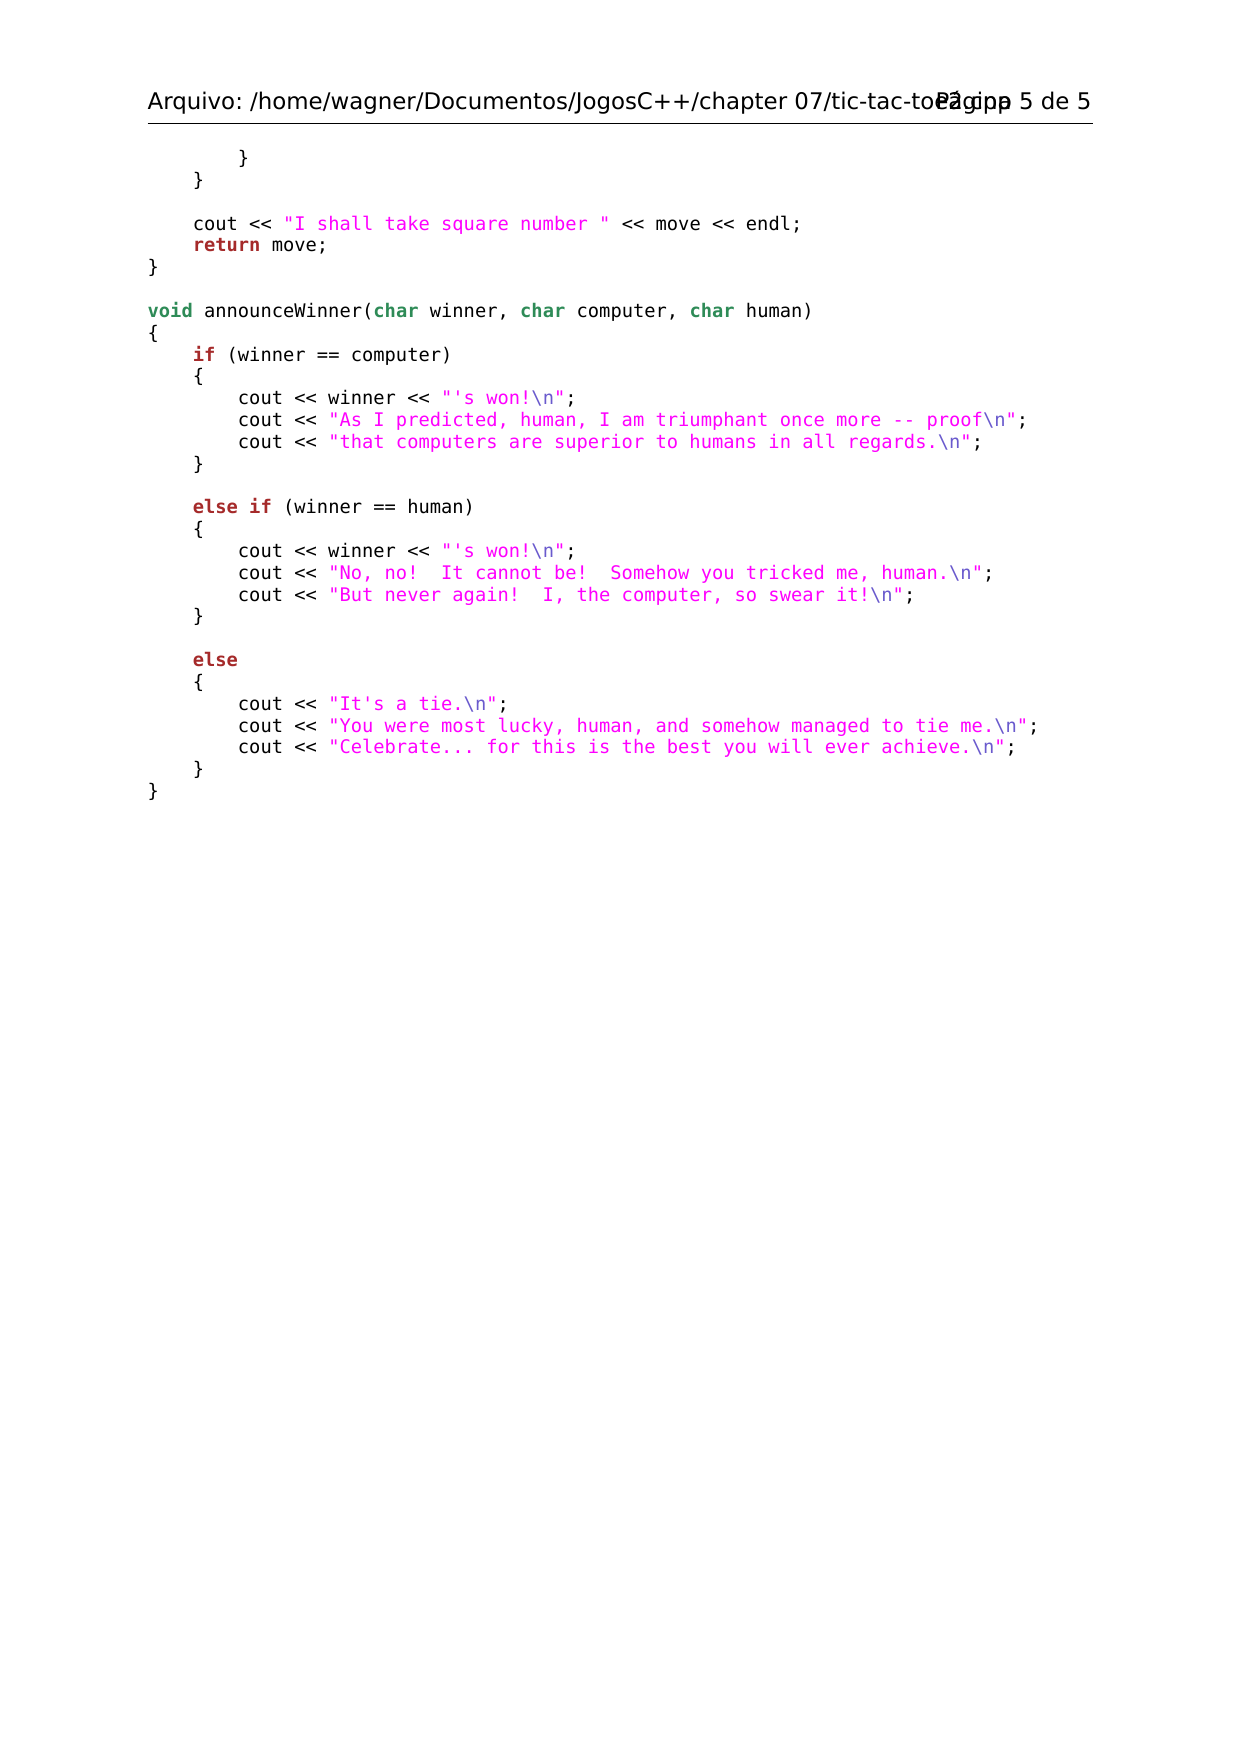 Arquivo: /home/wagner/Documentos/JogosC++/chapter 07/tic-tac-toe2.cpp Página 5 de 5
        }
    }

    cout << "I shall take square number " << move << endl;
    return move;
}

void announceWinner(char winner, char computer, char human)
{
    if (winner == computer)
    {
        cout << winner << "'s won!\n";
        cout << "As I predicted, human, I am triumphant once more -- proof\n";
        cout << "that computers are superior to humans in all regards.\n";
    }

    else if (winner == human)
    {
        cout << winner << "'s won!\n";
        cout << "No, no!  It cannot be!  Somehow you tricked me, human.\n";
        cout << "But never again!  I, the computer, so swear it!\n";
    }

    else
    {
        cout << "It's a tie.\n";
        cout << "You were most lucky, human, and somehow managed to tie me.\n";
        cout << "Celebrate... for this is the best you will ever achieve.\n";
    }
}